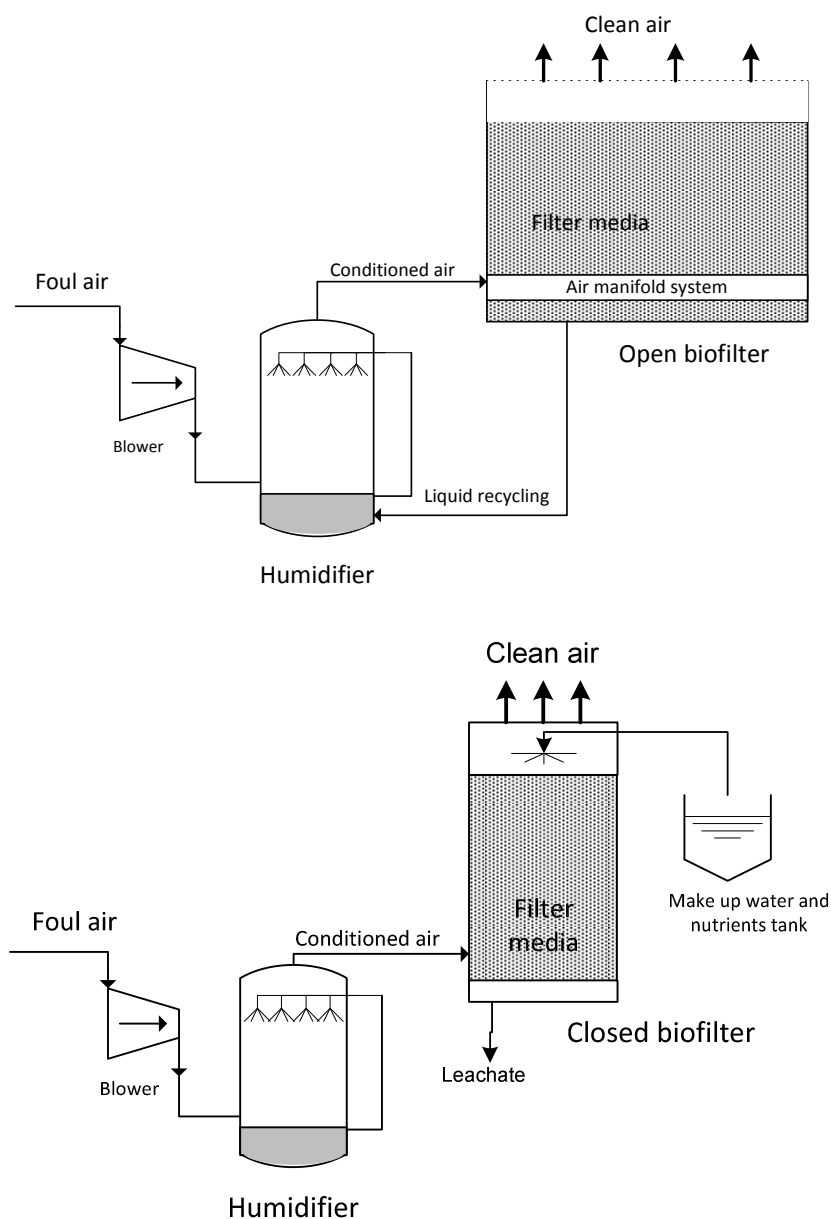 Clean air
Filter media
Conditioned air
Foul air
Air manifold system
Open biofilter
Blower
Liquid recycling
Humidifier
Clean air
Make up water and
nutrients tank
Filter
media
Foul air
Conditioned air
Closed biofilter
Leachate
Blower
Humidifier